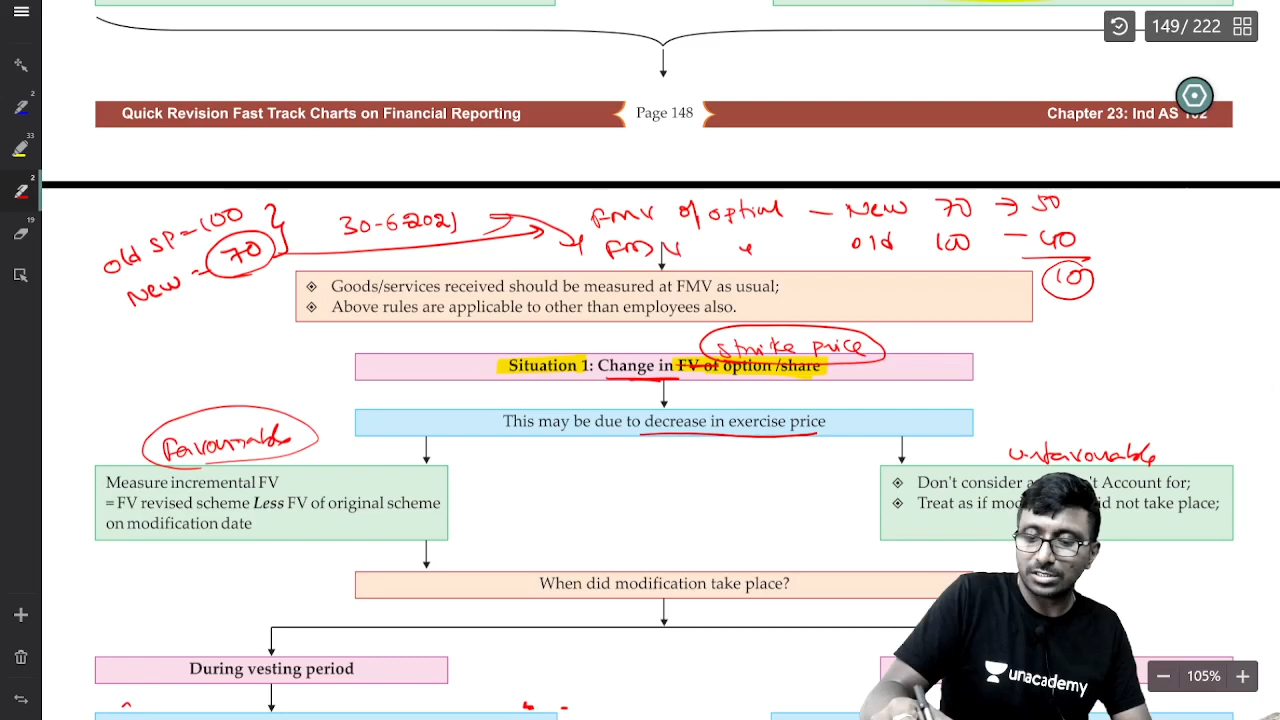 149/ 222
Quick Revision Fast Track Charts on Financial Reporting
Page 148
Chapter 23: Ind AS 102
old SP = 100
New - 70
30-6-2021
FMV of option - New 70 → 50
old 100 - 40
10
❖ Goods/services received should be measured at FMV as usual;
❖ Above rules are applicable to other than employees also.
strike price
Situation 1: Change in FV of option /share
This may be due to decrease in exercise price
Favourable
unfavourable
Measure incremental FV
= FV revised scheme Less FV of original scheme
on modification date
❖ Don't consider Account for;
❖ Treat as if did not take place;
When did modification take place?
During vesting period
unacademy
105%
2
33
2
19